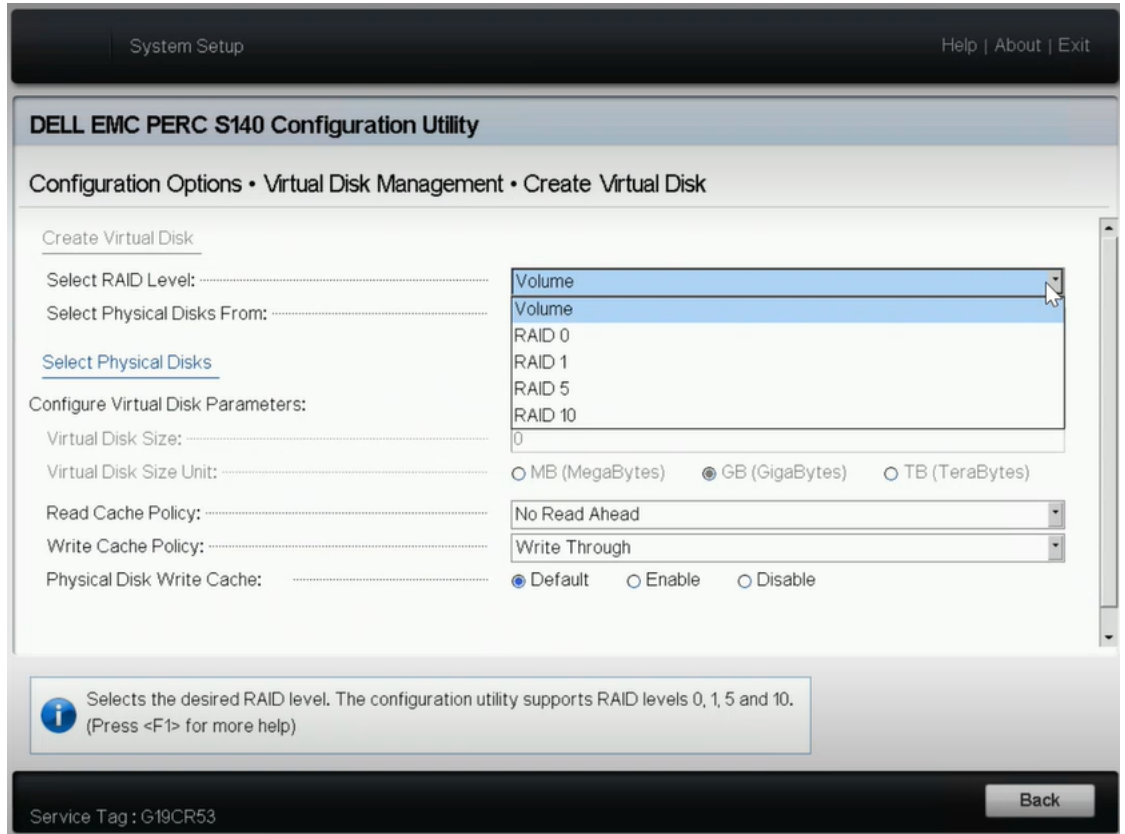 System Setup
Help | About | Exit
DELL EMC PERC S140 Configuration Utility
Configuration Options • Virtual Disk Management • Create Virtual Disk
Create Virtual Disk
Select RAID Level:
Volume
Select Physical Disks From:
Volume
RAID 0
RAID 1
RAID 5
RAID 10
Select Physical Disks
Configure Virtual Disk Parameters:
Virtual Disk Size:
0
Virtual Disk Size Unit:
MB (MegaBytes) GB (GigaBytes) TB (TeraBytes)
Read Cache Policy:
No Read Ahead
Write Cache Policy:
Write Through
Physical Disk Write Cache:
Default Enable Disable
Selects the desired RAID level. The configuration utility supports RAID levels 0, 1, 5 and 10.
(Press <F1> for more help)
Service Tag : G19CR53
Back